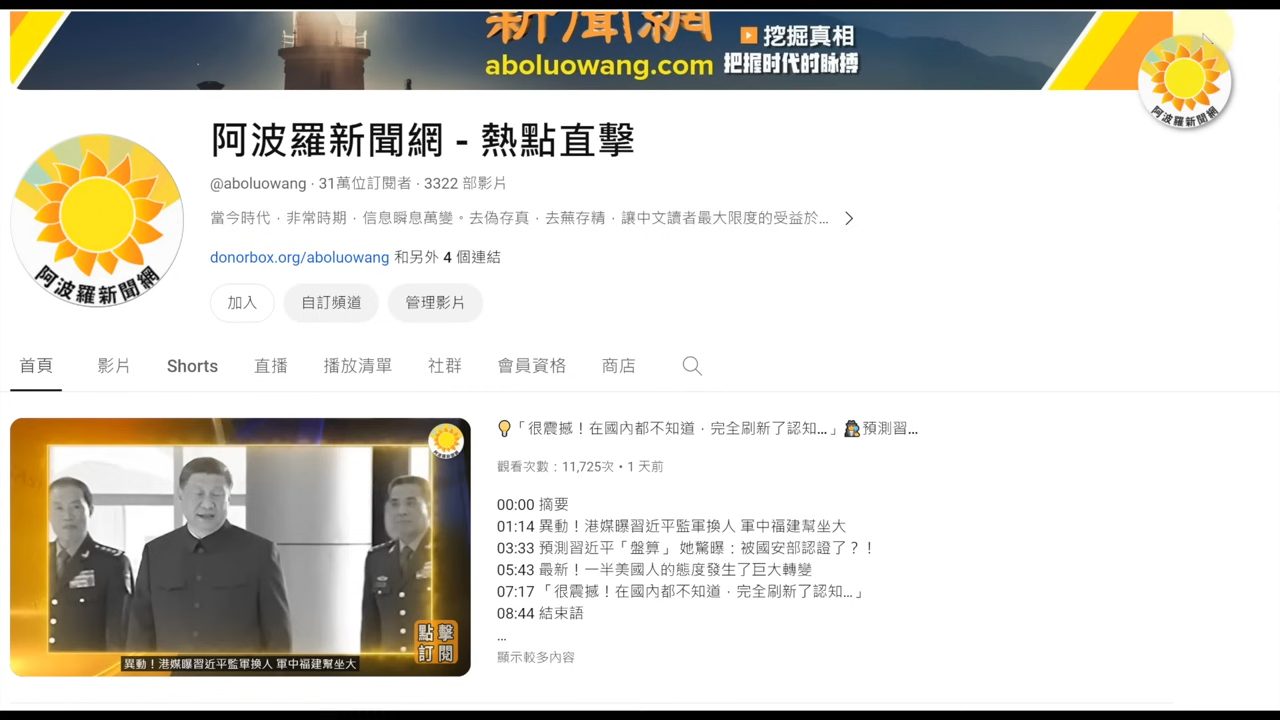 新聞網
挖掘真相
aboluowang.com 把握时代的脉搏
阿波羅新聞網
阿波羅新聞網 - 熱點直擊
@aboluowang · 31萬位訂閱者 · 3322 部影片
當今時代，非常時期，信息瞬息萬變。去偽存真，去蕪存精，讓中文讀者最大限度的受益於...
donorbox.org/aboluowang 和另外 4 個連結
阿波羅新聞網
加入 自訂頻道 管理影片
首頁 影片 Shorts 直播 播放清單 社群 會員資格 商店
💡「很震撼！在國內都不知道，完全刷新了認知...」🕵️預測習...
觀看次數：11,725次 • 1 天前
00:00 摘要
01:14 異動！港媒曝習近平監軍換人 軍中福建幫坐大
03:33 預測習近平「盤算」 她驚曝：被國安部認證了？！
05:43 最新！一半美國人的態度發生了巨大轉變
07:17 「很震撼！在國內都不知道，完全刷新了認知...」
08:44 結束語
...
顯示較多內容
點擊
訂閱
異動！港媒曝習近平監軍換人 軍中福建幫坐大